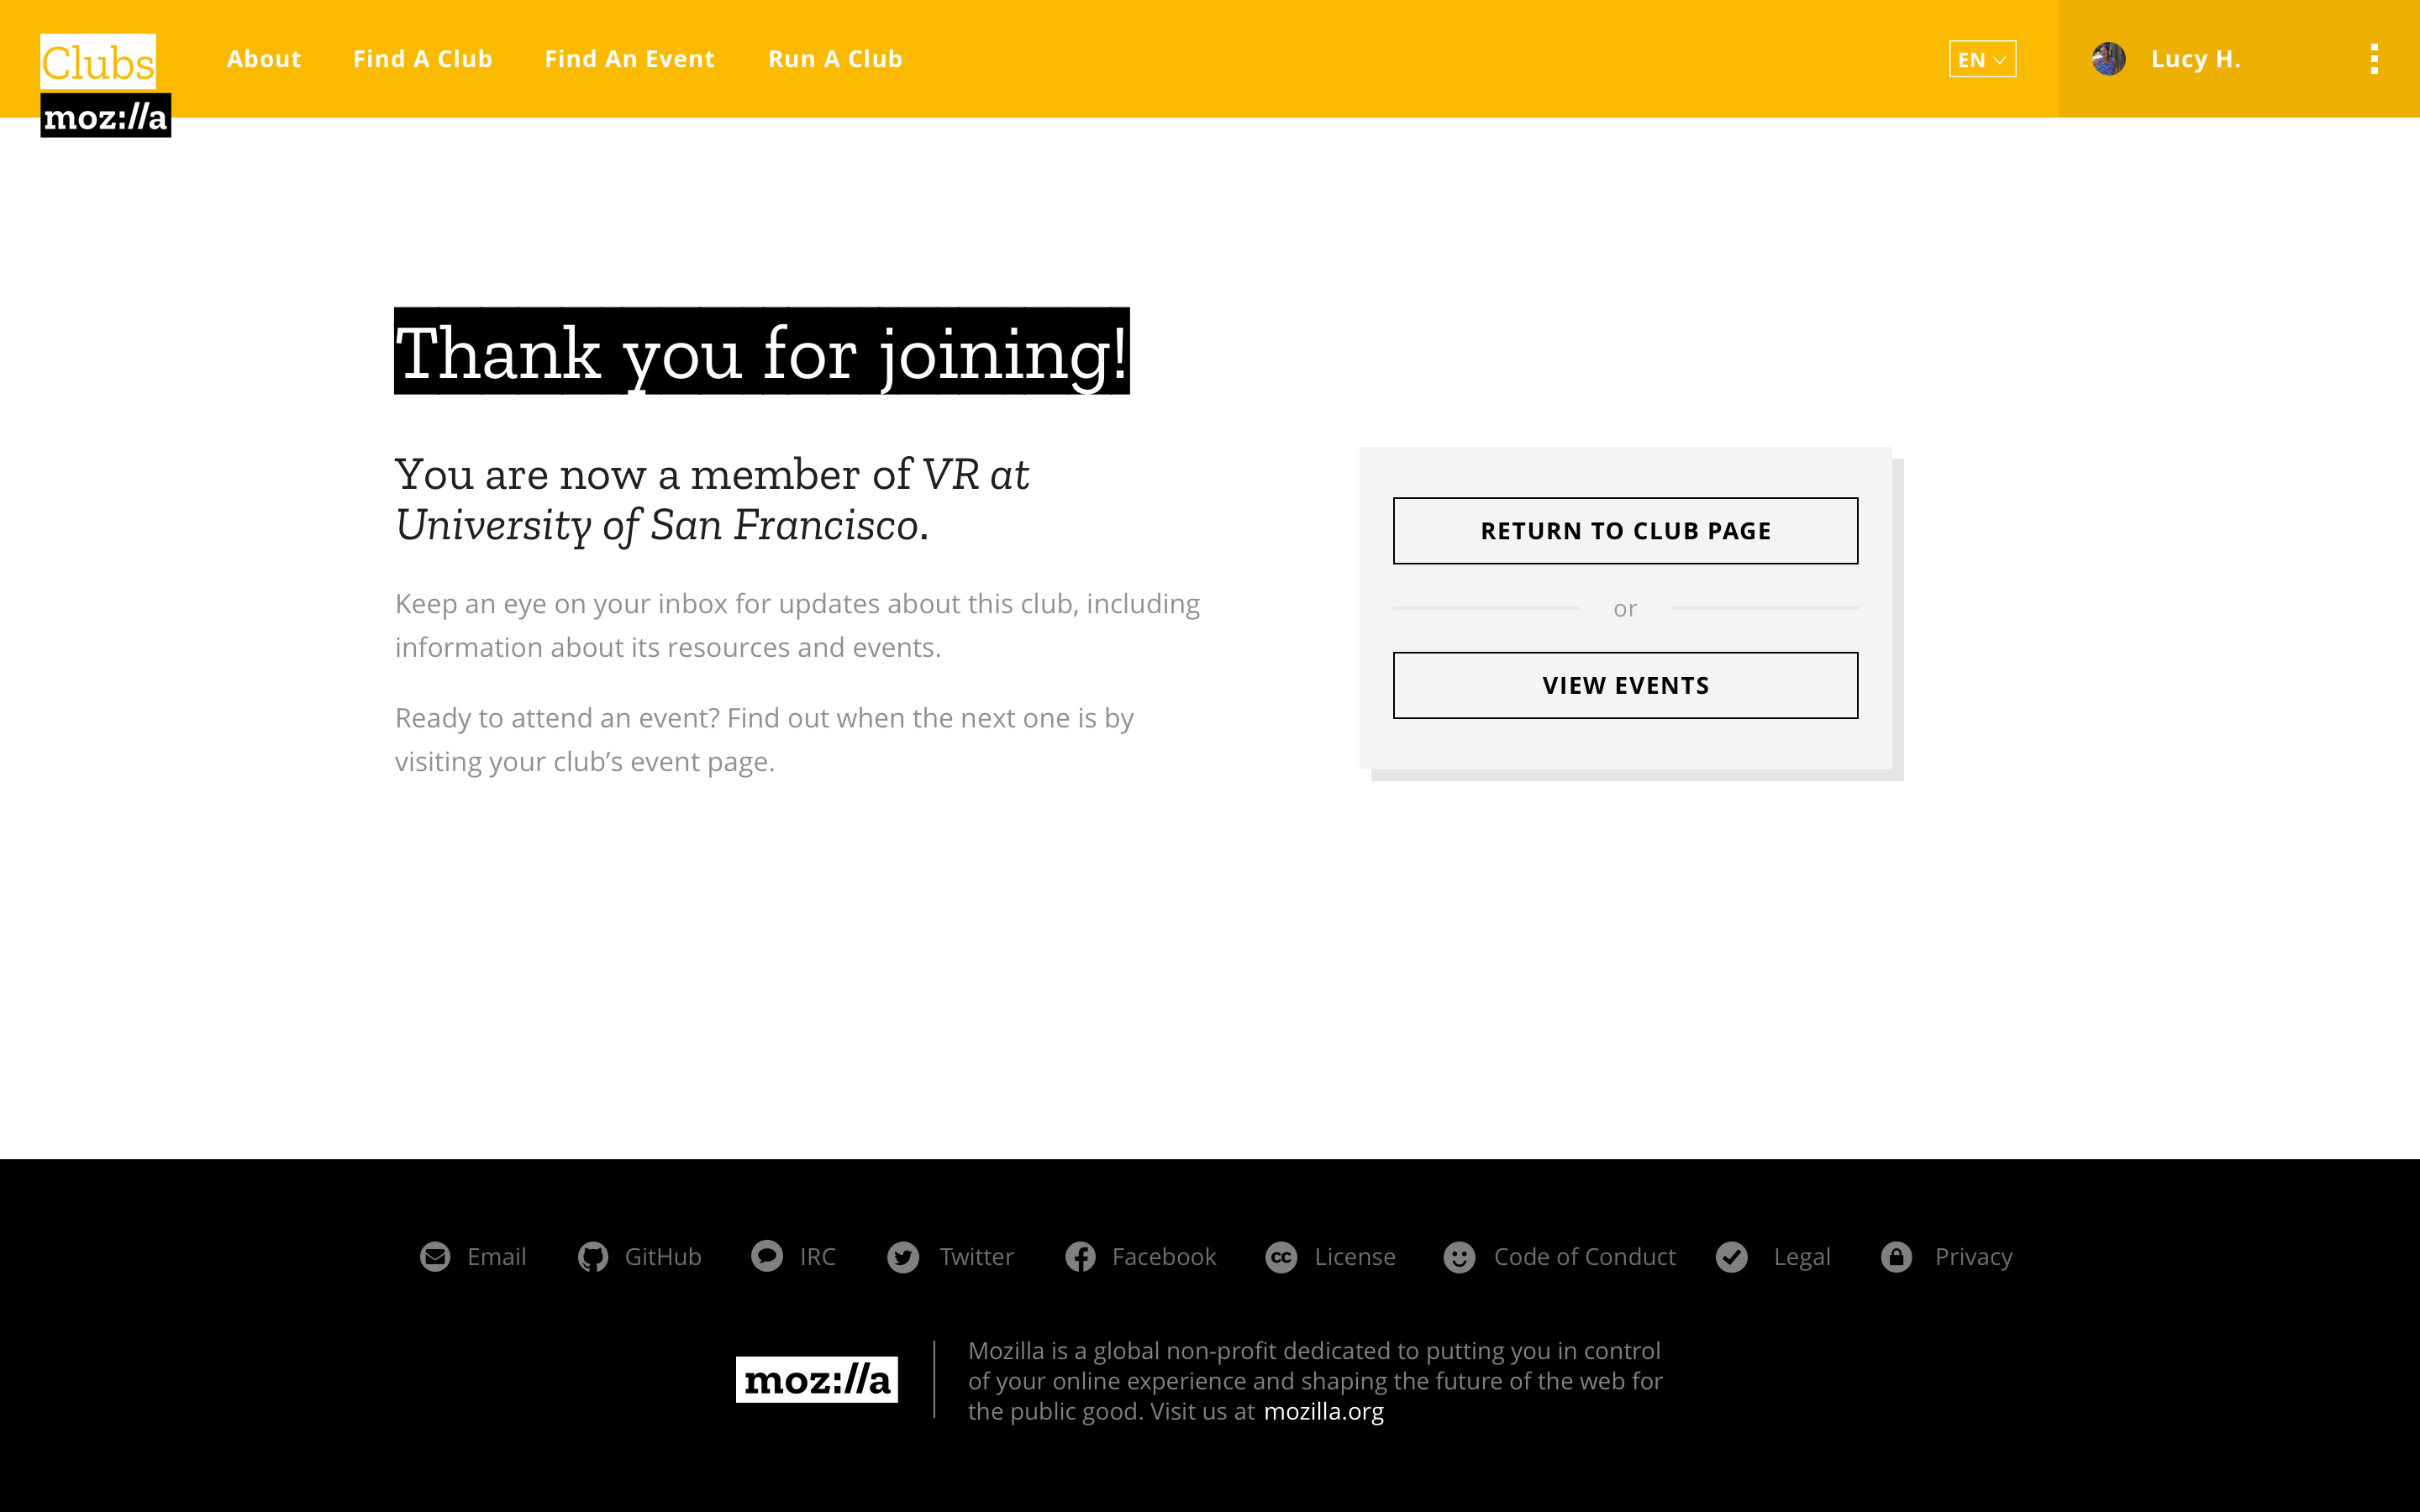 Clubs
moz://a
About
Find A Club
Find An Event
Run A Club
EN
Lucy H.
Thank you for joining!
You are now a member of VR at
University of San Francisco.
Keep an eye on your inbox for updates about this club, including
information about its resources and events.
Ready to attend an event? Find out when the next one is by
visiting your club’s event page.
RETURN TO CLUB PAGE
or
VIEW EVENTS
Email
GitHub
IRC
Twitter
Facebook
cc
License
Code of Conduct
Legal
Privacy
moz://a
Mozilla is a global non-profit dedicated to putting you in control
of your online experience and shaping the future of the web for
the public good. Visit us at mozilla.org